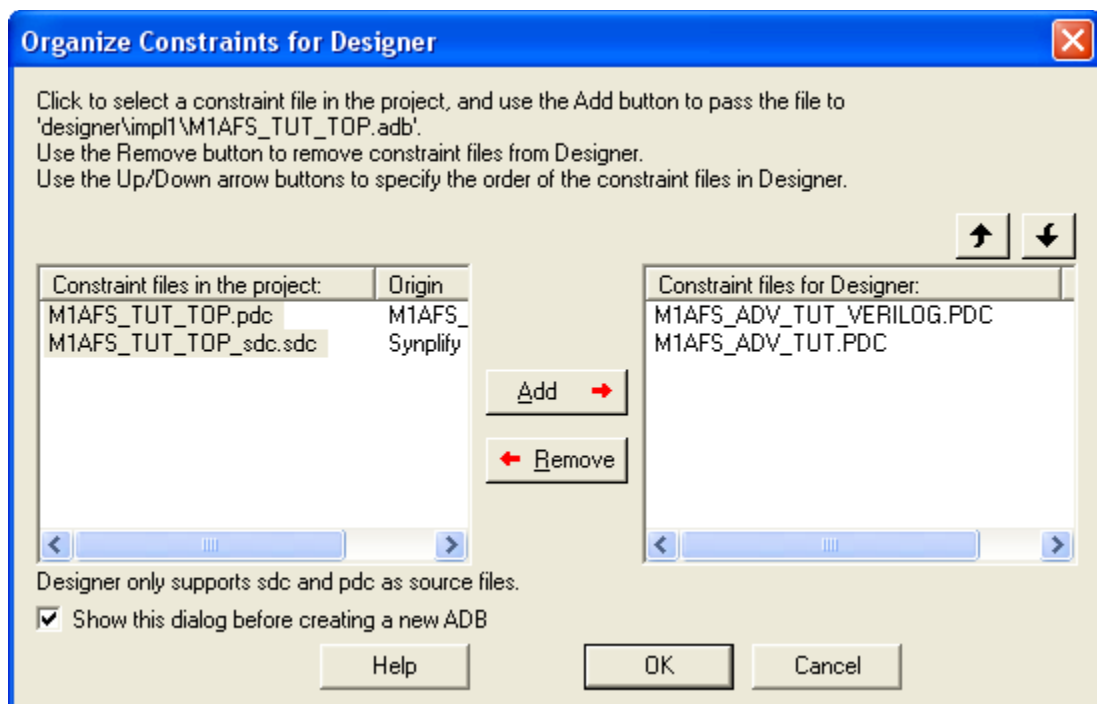 Organize Constraints for Designer
Click to select a constraint file in the project, and use the Add button to pass the file to
'designer\impl1\M1AFS_TUT_TOP.adb'.
Use the Remove button to remove constraint files from Designer.
Use the Up/Down arrow buttons to specify the order of the constraint files in Designer.
Constraint files in the project: Origin
M1AFS_TUT_TOP.pdc M1AFS_
M1AFS_TUT_TOP_sdc.sdc Synplify
Add
Remove
Constraint files for Designer:
M1AFS_ADV_TUT_VERILOG.PDC
M1AFS_ADV_TUT.PDC
Designer only supports sdc and pdc as source files.
Show this dialog before creating a new ADB
Help OK Cancel